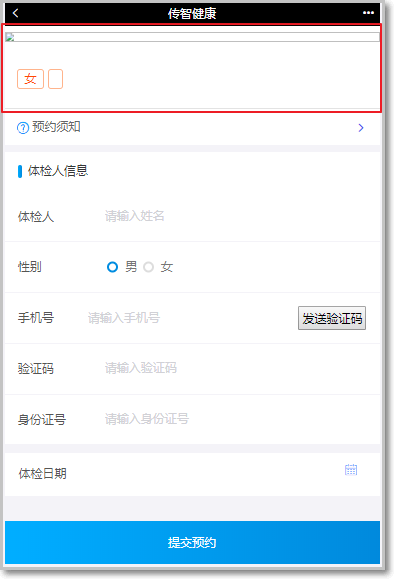 传智健康
女
预约须知
体检人信息
体检人 请输入姓名
性别 男 女
手机号 请输入手机号 发送验证码
验证码 请输入验证码
身份证号 请输入身份证号
体检日期
提交预约